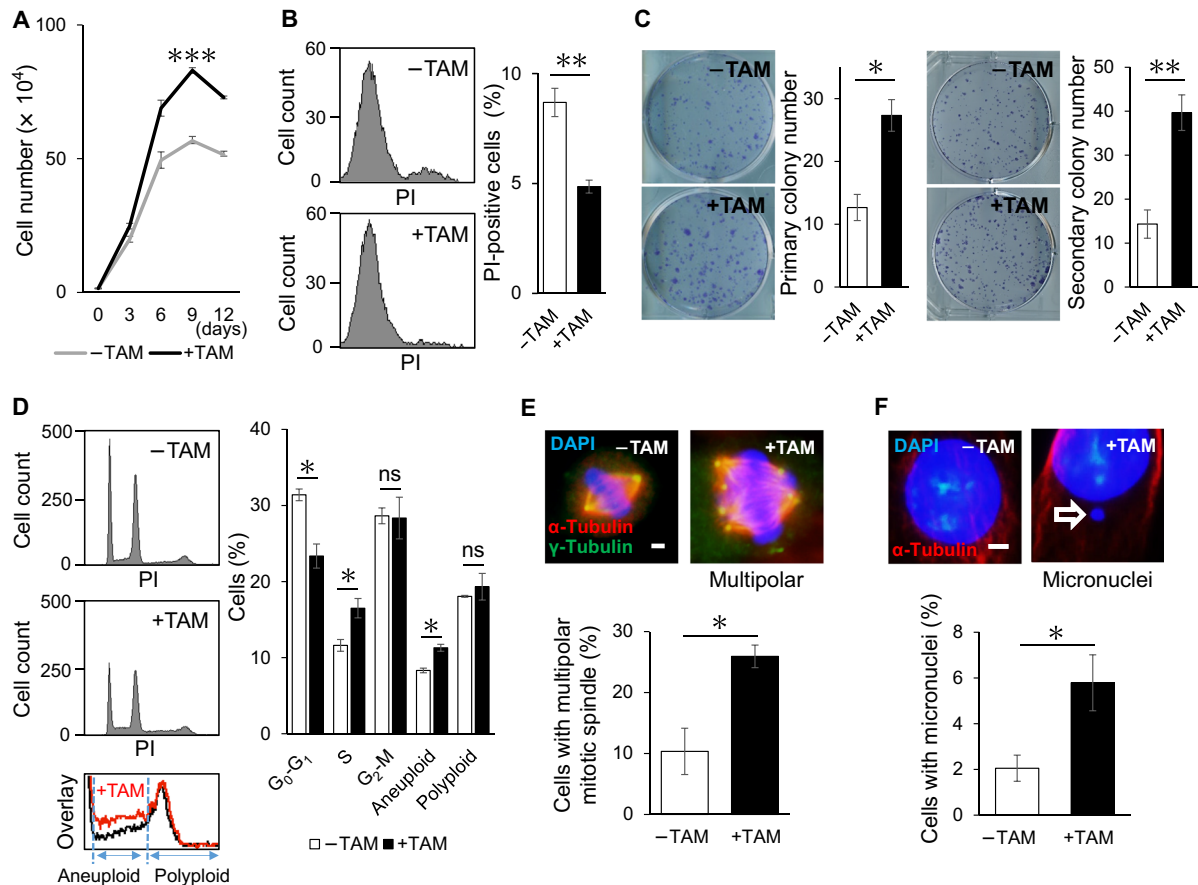 A
Cell number (× 10⁴)
100
50
0
***
0 3 6 9 12
(days)
–TAM +TAM
B
Cell count
60
30
0
–TAM
PI
Cell count
60
30
0
+TAM
PI
PI-positive cells (%)
10
5
0
**
–TAM
+TAM
C
–TAM
+TAM
Primary colony number
30
20
10
0
*
–TAM
+TAM
–TAM
+TAM
Secondary colony number
50
40
30
20
10
0
**
–TAM
+TAM
D
Cell count
500
250
0
–TAM
PI
Cell count
500
250
0
+TAM
PI
Overlay
+TAM
Aneuploid Polyploid
Cells (%)
40
30
20
10
0
*
*
ns
*
ns
G₀-G₁
S
G₂-M
Aneuploid
Polyploid
–TAM +TAM
E
DAPI –TAM
α-Tubulin
γ-Tubulin
+TAM
Multipolar
Cells with multipolar
mitotic spindle (%)
30
20
10
0
*
–TAM +TAM
F
DAPI –TAM
α-Tubulin
+TAM
Micronuclei
Cells with micronuclei (%)
8
6
4
2
0
*
–TAM +TAM